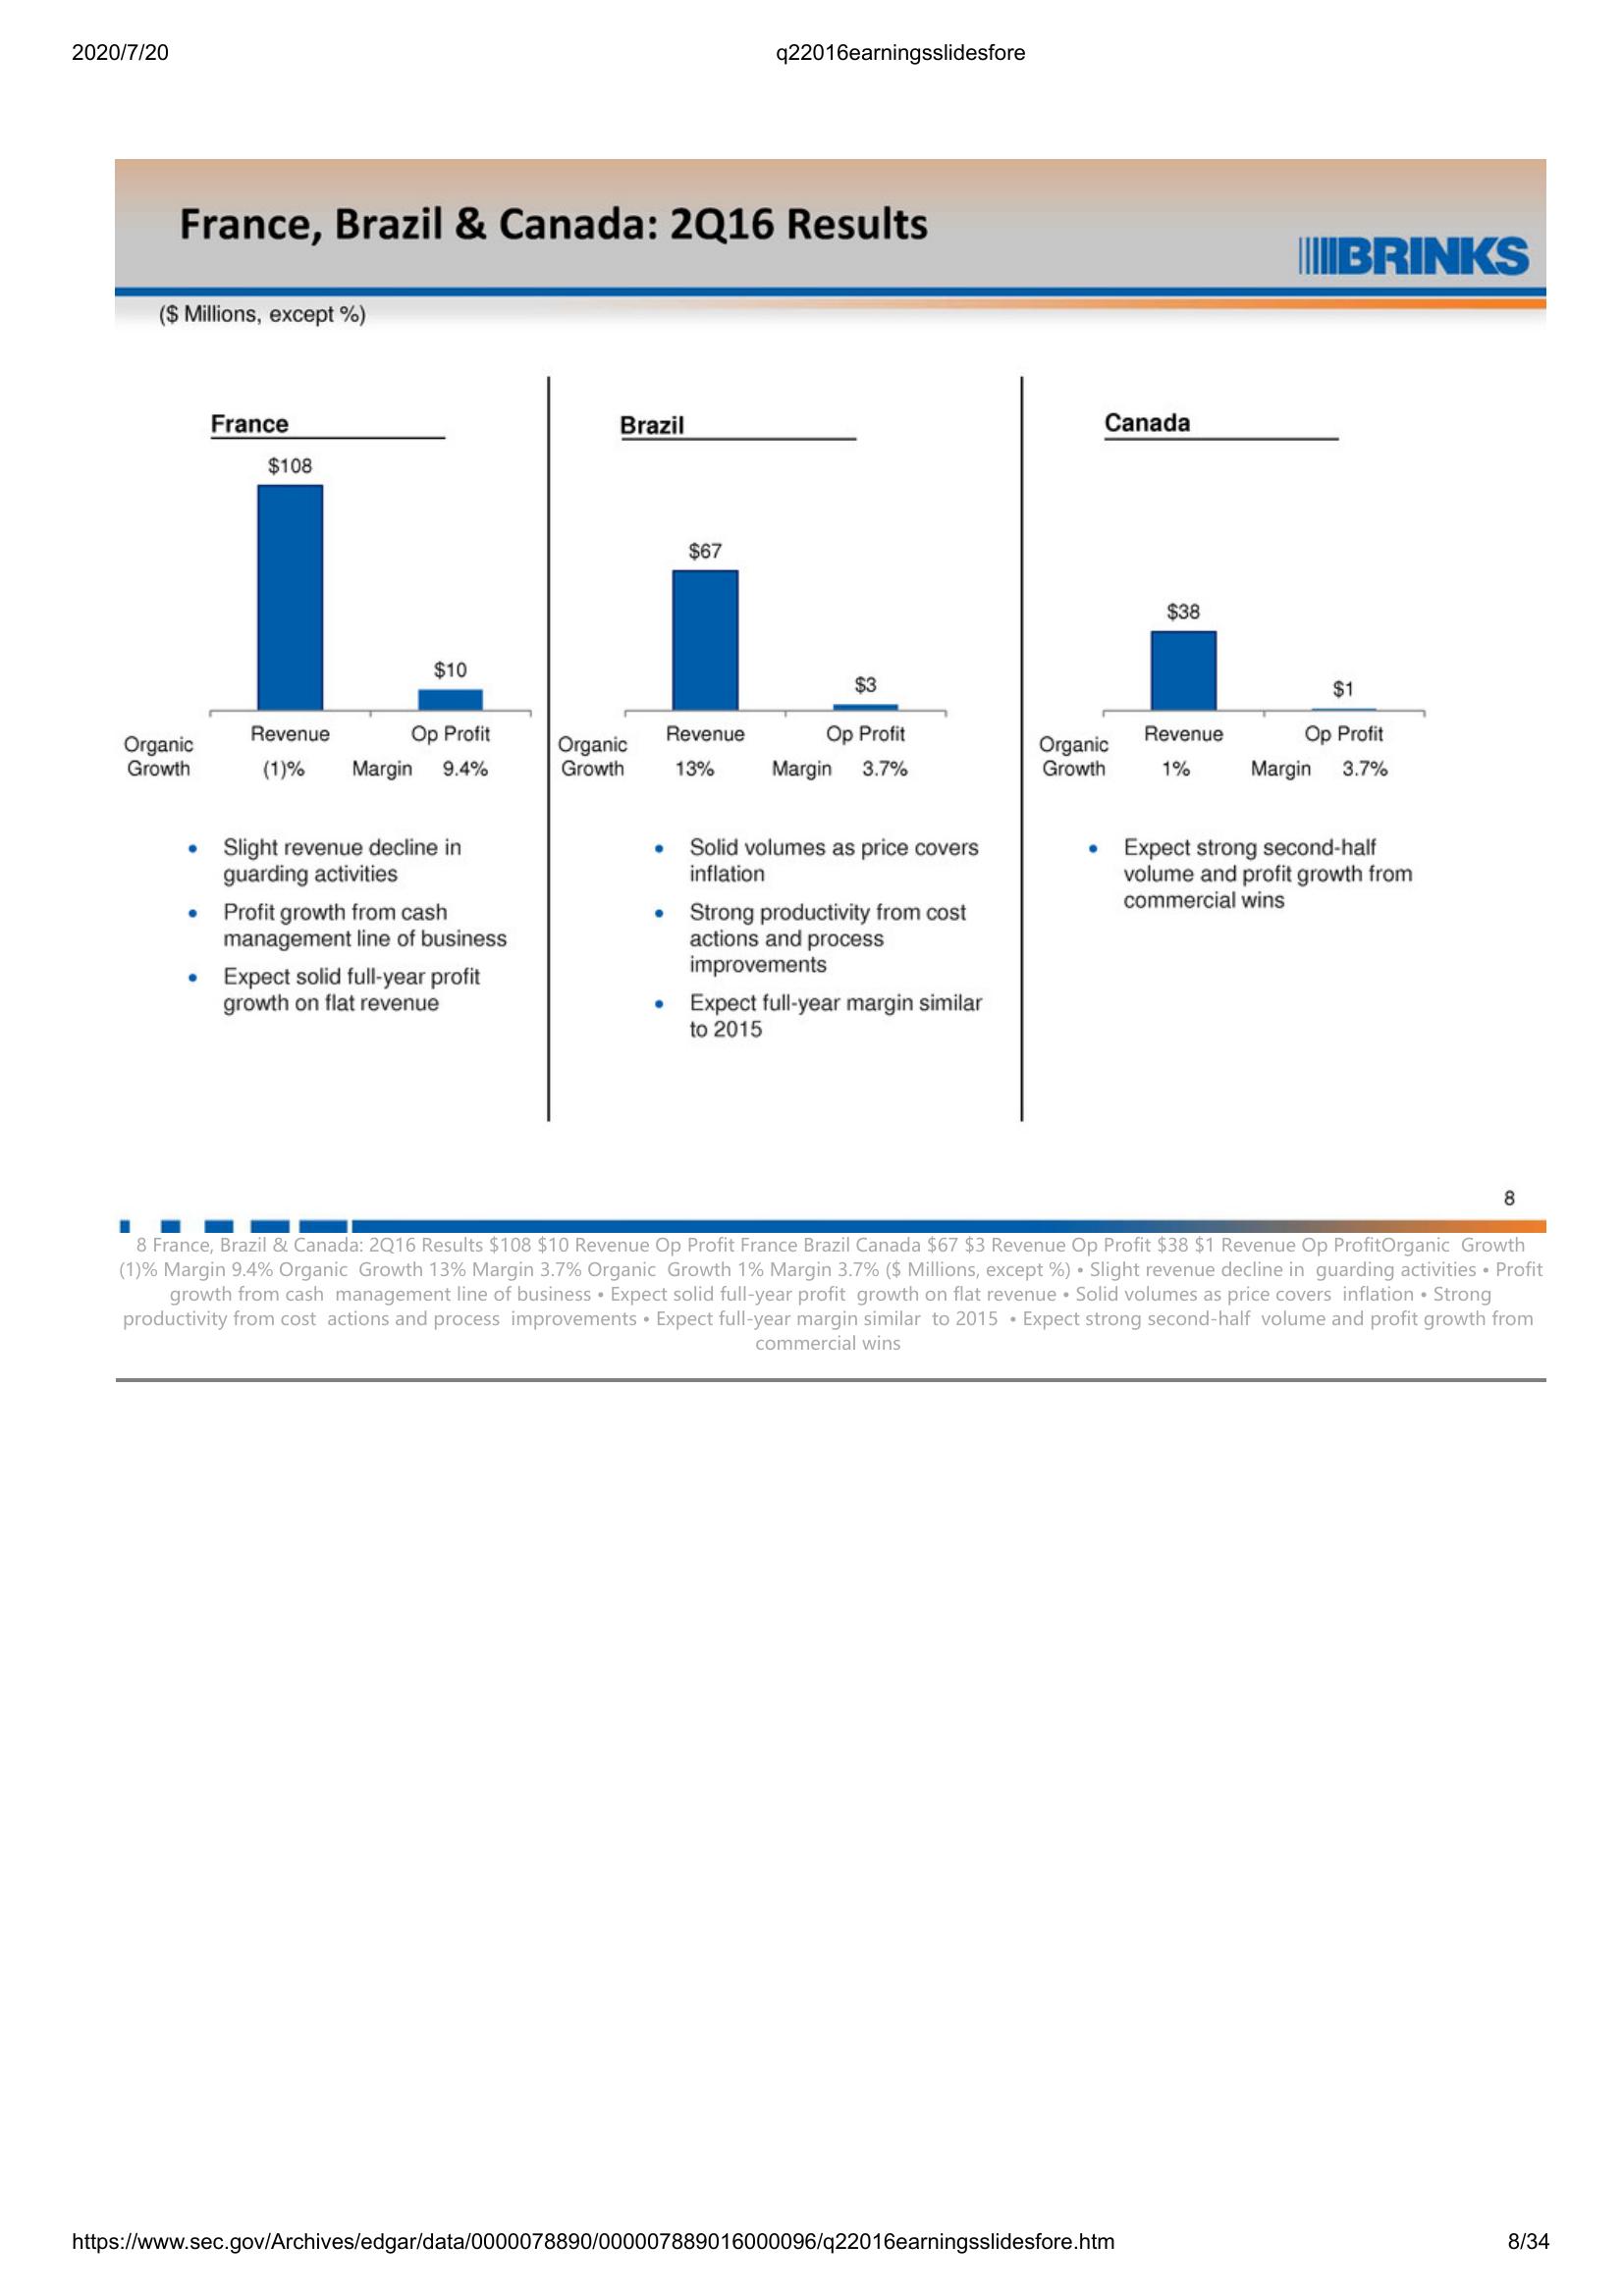 2020/7/20
q22016earningsslidesfore
France, Brazil & Canada: 2Q16 Results
BRINKS
($ Millions, except %)
France
$108
$10
Revenue
Op Profit
Organic
Growth
(1)%
Margin
9.4%
• Slight revenue decline in
guarding activities
• Profit growth from cash
management line of business
• Expect solid full-year profit
growth on flat revenue
Brazil
$67
$3
Revenue
Op Profit
Organic
Growth
13%
Margin
3.7%
• Solid volumes as price covers
inflation
• Strong productivity from cost
actions and process
improvements
• Expect full-year margin similar
to 2015
Canada
$38
$1
Revenue
Op Profit
Organic
Growth
1%
Margin
3.7%
• Expect strong second-half
volume and profit growth from
commercial wins
8
8 France, Brazil & Canada: 2Q16 Results $108 $10 Revenue Op Profit France Brazil Canada $67 $3 Revenue Op Profit $38 $1 Revenue Op ProfitOrganic Growth
(1)% Margin 9.4% Organic Growth 13% Margin 3.7% Organic Growth 1% Margin 3.7% ($ Millions, except %) • Slight revenue decline in guarding activities • Profit
growth from cash management line of business • Expect solid full-year profit growth on flat revenue • Solid volumes as price covers inflation • Strong
productivity from cost actions and process improvements • Expect full-year margin similar to 2015 • Expect strong second-half volume and profit growth from
commercial wins
https://www.sec.gov/Archives/edgar/data/0000078890/000007889016000096/q22016earningsslidesfore.htm
8/34